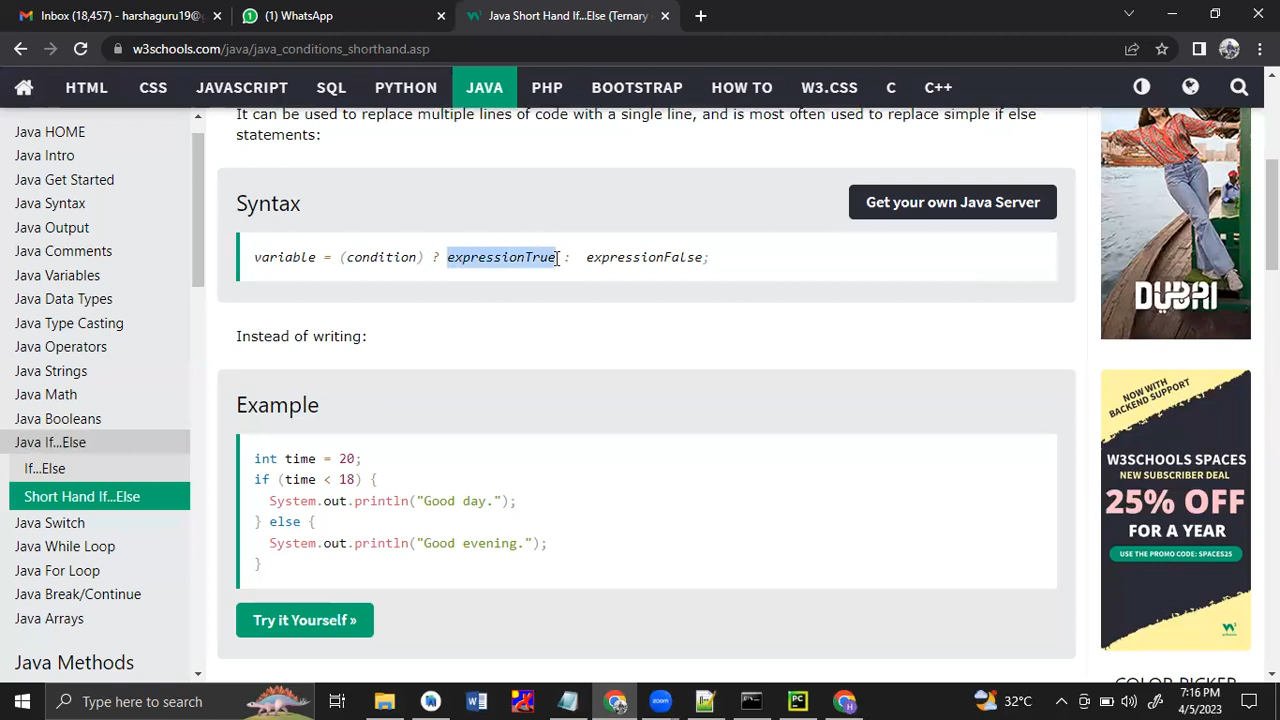 Inbox (18,457) - harshaguru19@g
(1) WhatsApp
Java Short Hand If...Else (Ternary
w3schools.com/java/java_conditions_shorthand.asp
HTML CSS JAVASCRIPT SQL PYTHON JAVA PHP BOOTSTRAP HOW TO W3.CSS C C++
Java HOME
Java Intro
Java Get Started
Java Syntax
Java Output
Java Comments
Java Variables
Java Data Types
Java Type Casting
Java Operators
Java Strings
Java Math
Java Booleans
Java If...Else
If...Else
Short Hand If...Else
Java Switch
Java While Loop
Java For Loop
Java Break/Continue
Java Arrays
Java Methods
It can be used to replace multiple lines of code with a single line, and is most often used to replace simple if else
statements:
Syntax
Get your own Java Server
variable = (condition) ? expressionTrue : expressionFalse;
Instead of writing:
Example
int time = 20;
if (time < 18) {
System.out.println("Good day.");
} else {
System.out.println("Good evening.");
}
Try it Yourself »
DUBAI
NOW WITH
BACKEND SUPPORT
W3SCHOOLS SPACES
NEW SUBSCRIBER DEAL
25% OFF
FOR A YEAR
USE THE PROMO CODE: SPACES25
schools
COLOR PICKER
Type here to search
32°C
7:16 PM
4/5/2023